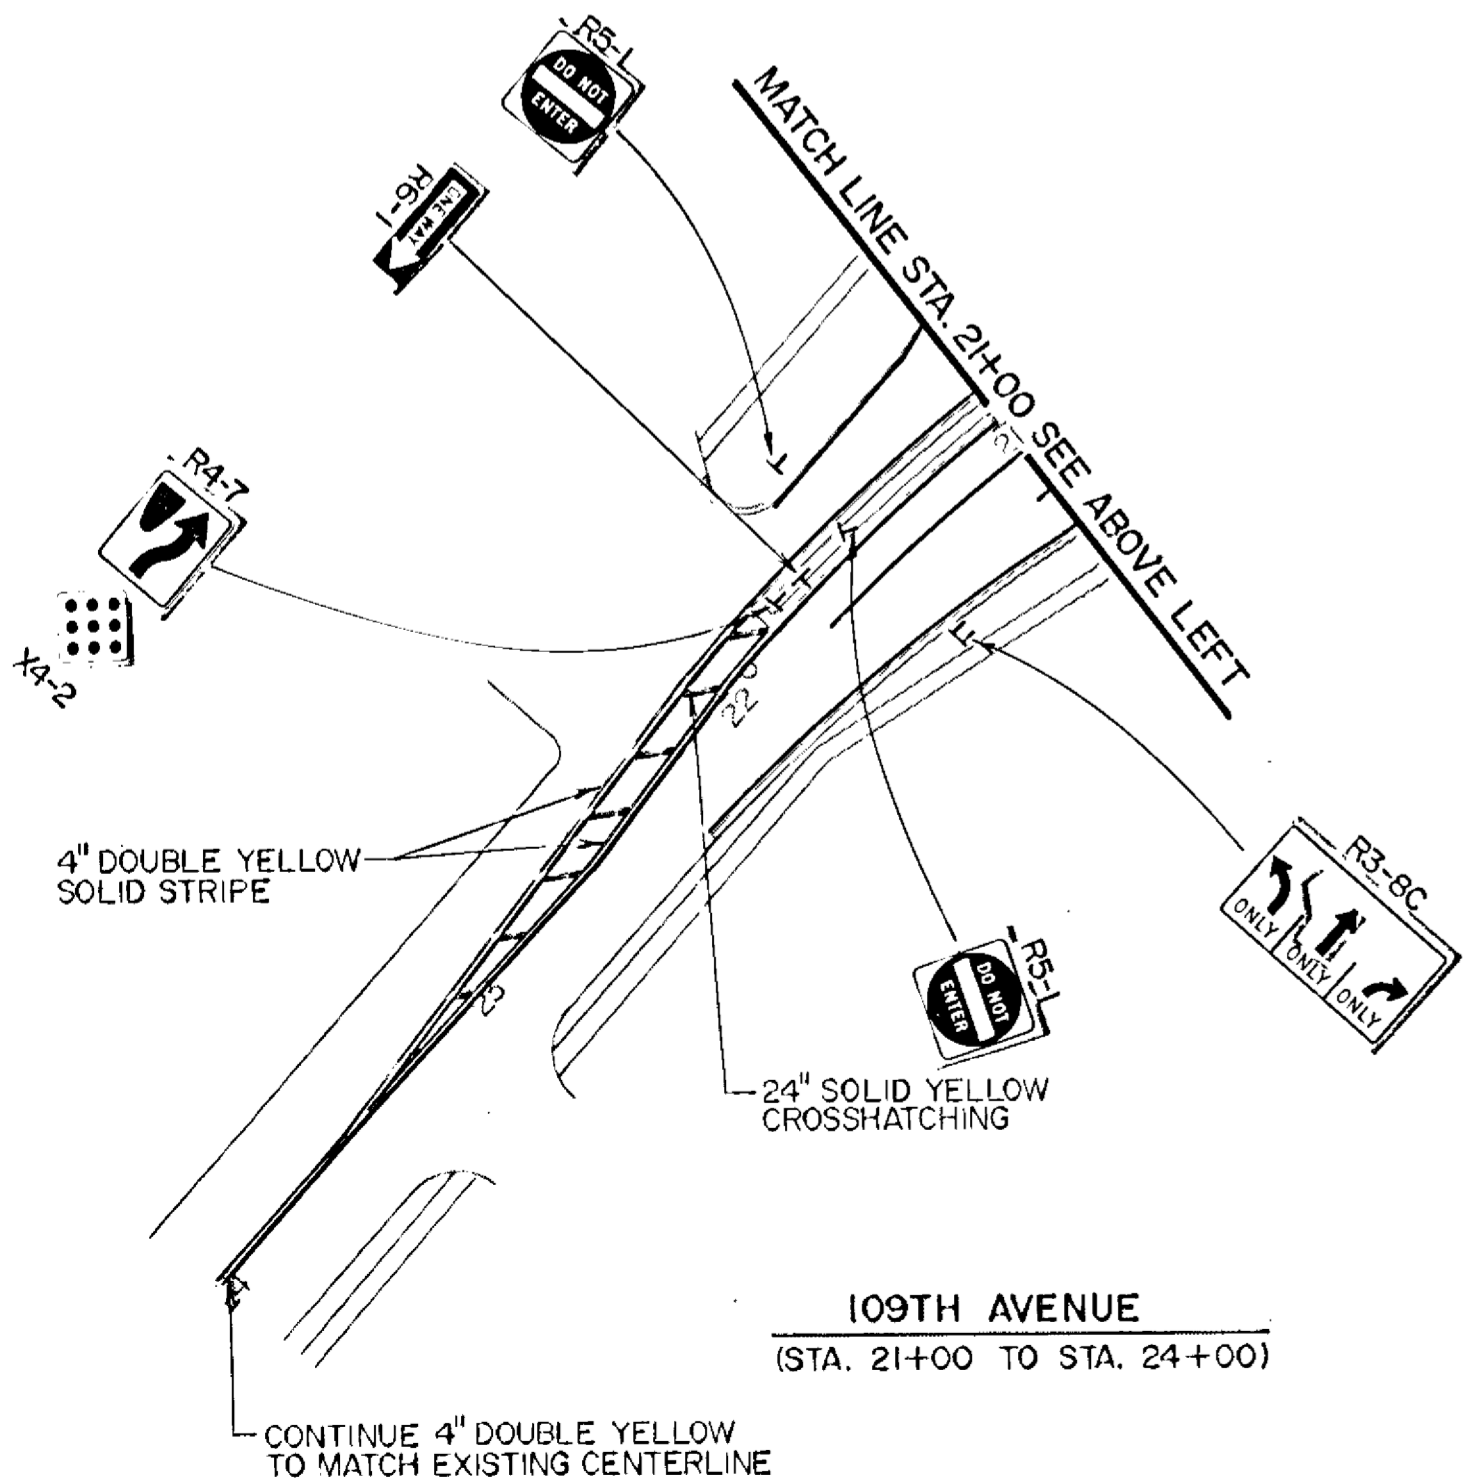 R5-1
DO NOT
ENTER
R6-1
ONE WAY
MATCH LINE STA. 21+00 SEE ABOVE LEFT
R4-7
X4-2
22
4" DOUBLE YELLOW
SOLID STRIPE
23
R3-8C
ONLY
ONLY
ONLY
R5-1
DO NOT
ENTER
24" SOLID YELLOW
CROSSHATCHING
109TH AVENUE
(STA. 21+00 TO STA. 24+00)
CONTINUE 4" DOUBLE YELLOW
TO MATCH EXISTING CENTERLINE